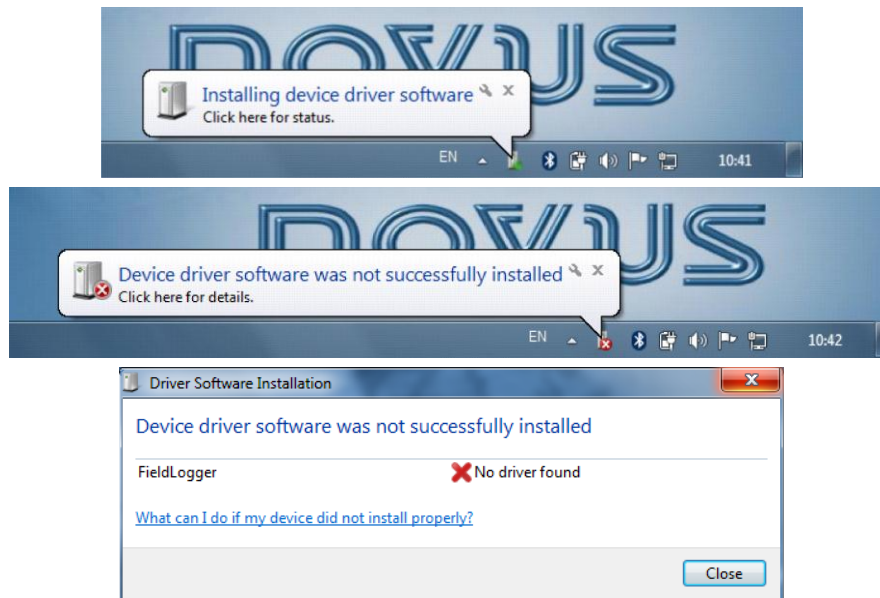 NOVUS
Installing device driver software
Click here for status.
EN
10:41
NOVUS
Device driver software was not successfully installed
Click here for details.
EN
10:42
Driver Software Installation
Device driver software was not successfully installed
FieldLogger No driver found
What can I do if my device did not install properly?
Close